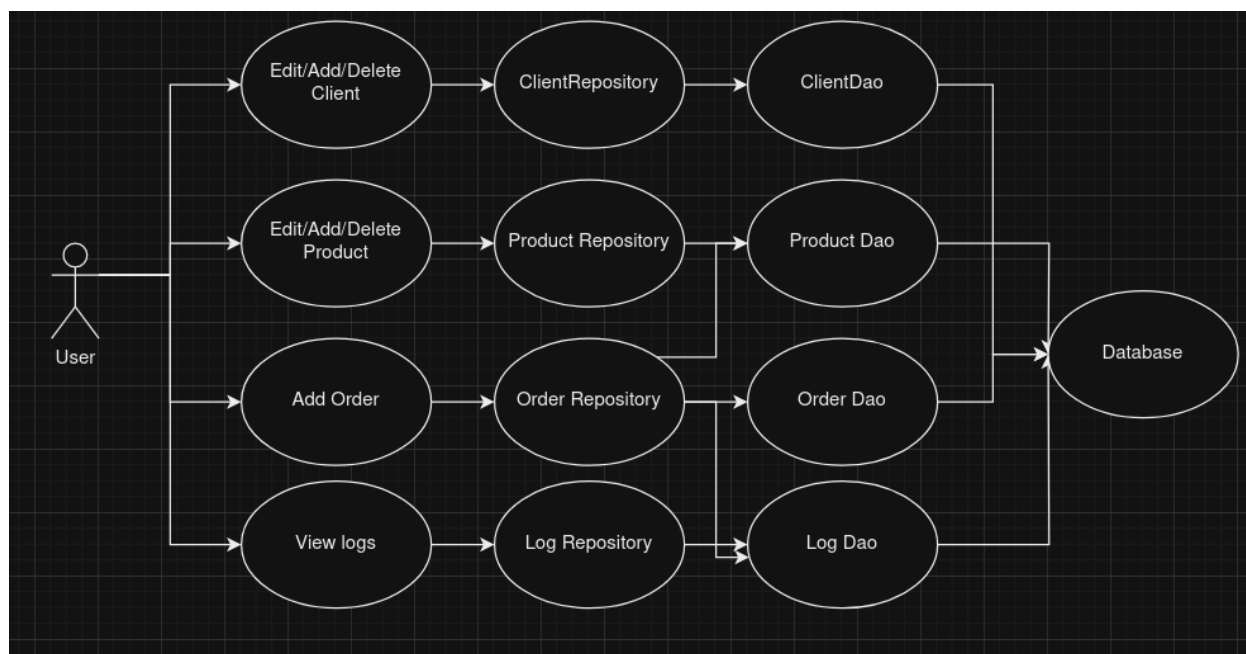 Edit/Add/Delete
Client
ClientRepository
ClientDao
Edit/Add/Delete
Product
Product Repository
Product Dao
User
Database
Add Order
Order Repository
Order Dao
View logs
Log Repository
Log Dao